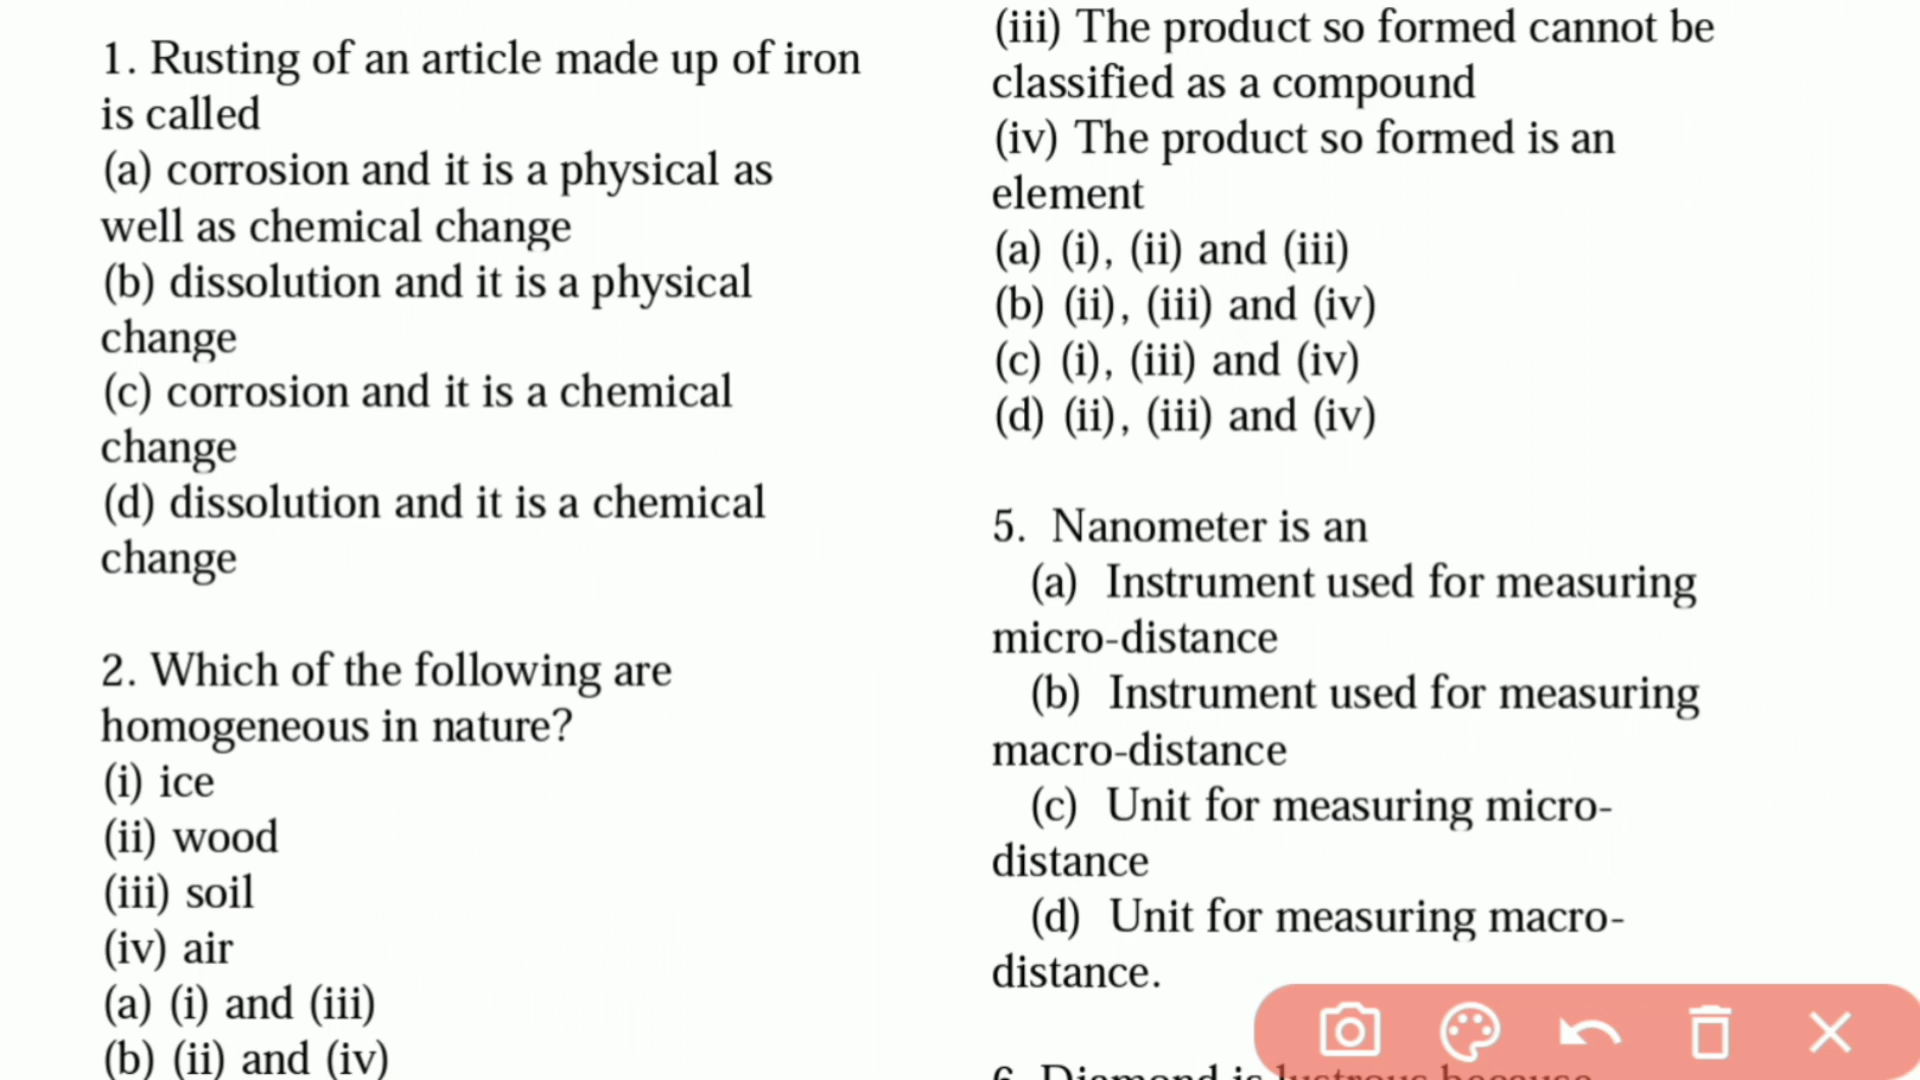 1. Rusting of an article made up of iron
is called
(a) corrosion and it is a physical as
well as chemical change
(b) dissolution and it is a physical
change
(c) corrosion and it is a chemical
change
(d) dissolution and it is a chemical
change
2. Which of the following are
homogeneous in nature?
(i) ice
(ii) wood
(iii) soil
(iv) air
(a) (i) and (iii)
(b) (ii) and (iv)
(iii) The product so formed cannot be
classified as a compound
(iv) The product so formed is an
element
(a) (i), (ii) and (iii)
(b) (ii), (iii) and (iv)
(c) (i), (iii) and (iv)
(d) (ii), (iii) and (iv)
5. Nanometer is an
(a) Instrument used for measuring
micro-distance
(b) Instrument used for measuring
macro-distance
(c) Unit for measuring micro-
distance
(d) Unit for measuring macro-
distance.
6. Diamond is lustrous because